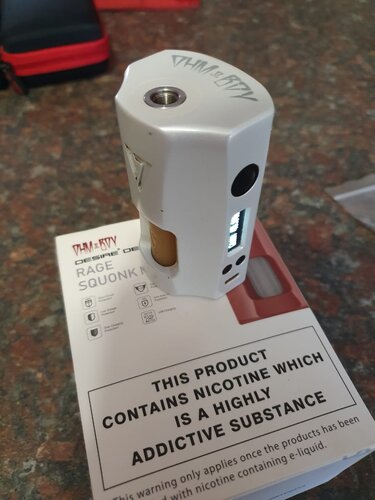 OHM BOY
OHM BOY
DESIRE DE
RAGE
SQUONK M
THIS PRODUCT
CONTAINS NICOTINE WHICH
IS A HIGHLY
ADDICTIVE SUBSTANCE
This warning only applies once the products has been
d with nicotine containing e-liquid.